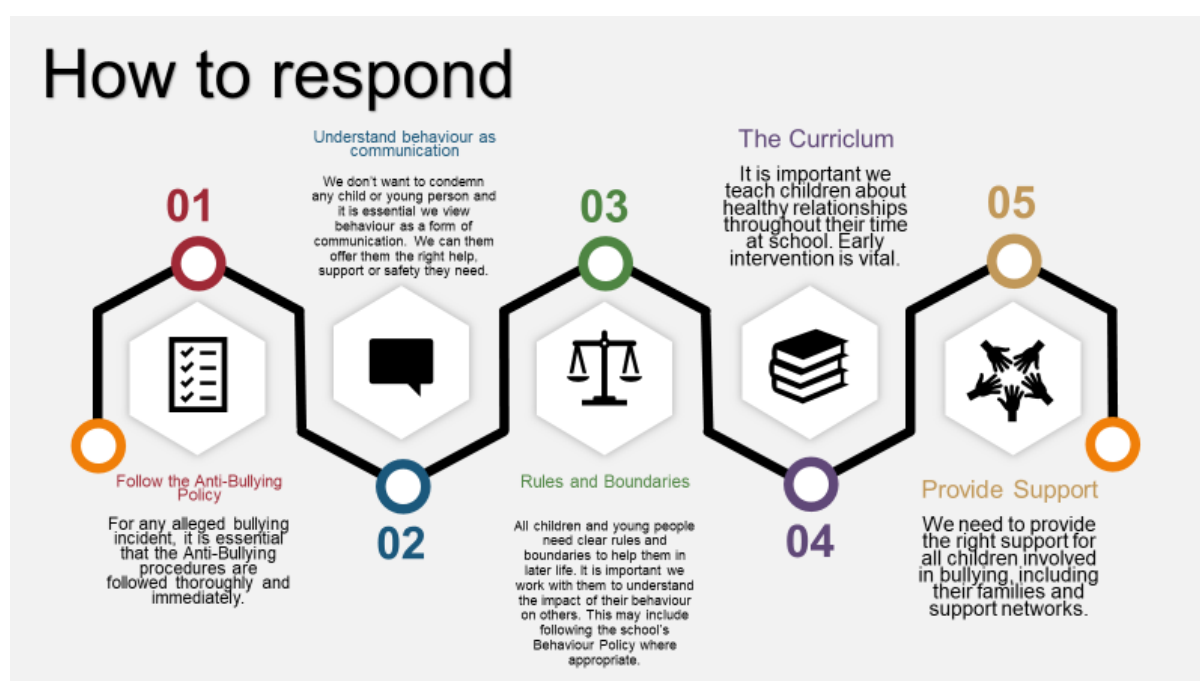 How to respond
01
Follow the Anti-Bullying
Policy
For any alleged bullying
incident, it is essential
that the Anti-Bullying
procedures are
followed thoroughly and
immediately.
Understand behaviour as
communication
We don't want to condemn
any child or young person and
it is essential we view
behaviour as a form of
communication. We can them
offer them the right help,
support or safety they need.
02
03
Rules and Boundaries
All children and young people
need clear rules and
boundaries to help them in
later life. It is important we
work with them to understand
the impact of their behaviour
on others. This may include
following the school's
Behaviour Policy where
appropriate.
The Curriclum
It is important we
teach children about
healthy relationships
throughout their time
at school. Early
intervention is vital.
04
05
Provide Support
We need to provide
the right support for
all children involved
in bullying, including
their families and
support networks.